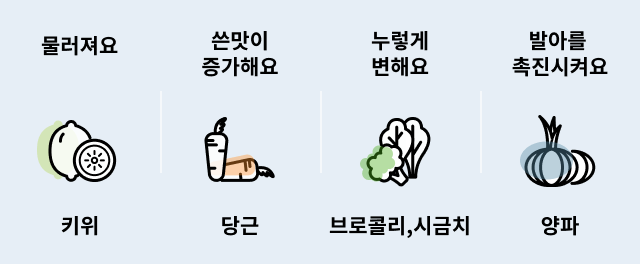 물러져요
쓴맛이
증가해요
누렇게
변해요
발아를
촉진시켜요
키위
당근
브로콜리,시금치
양파